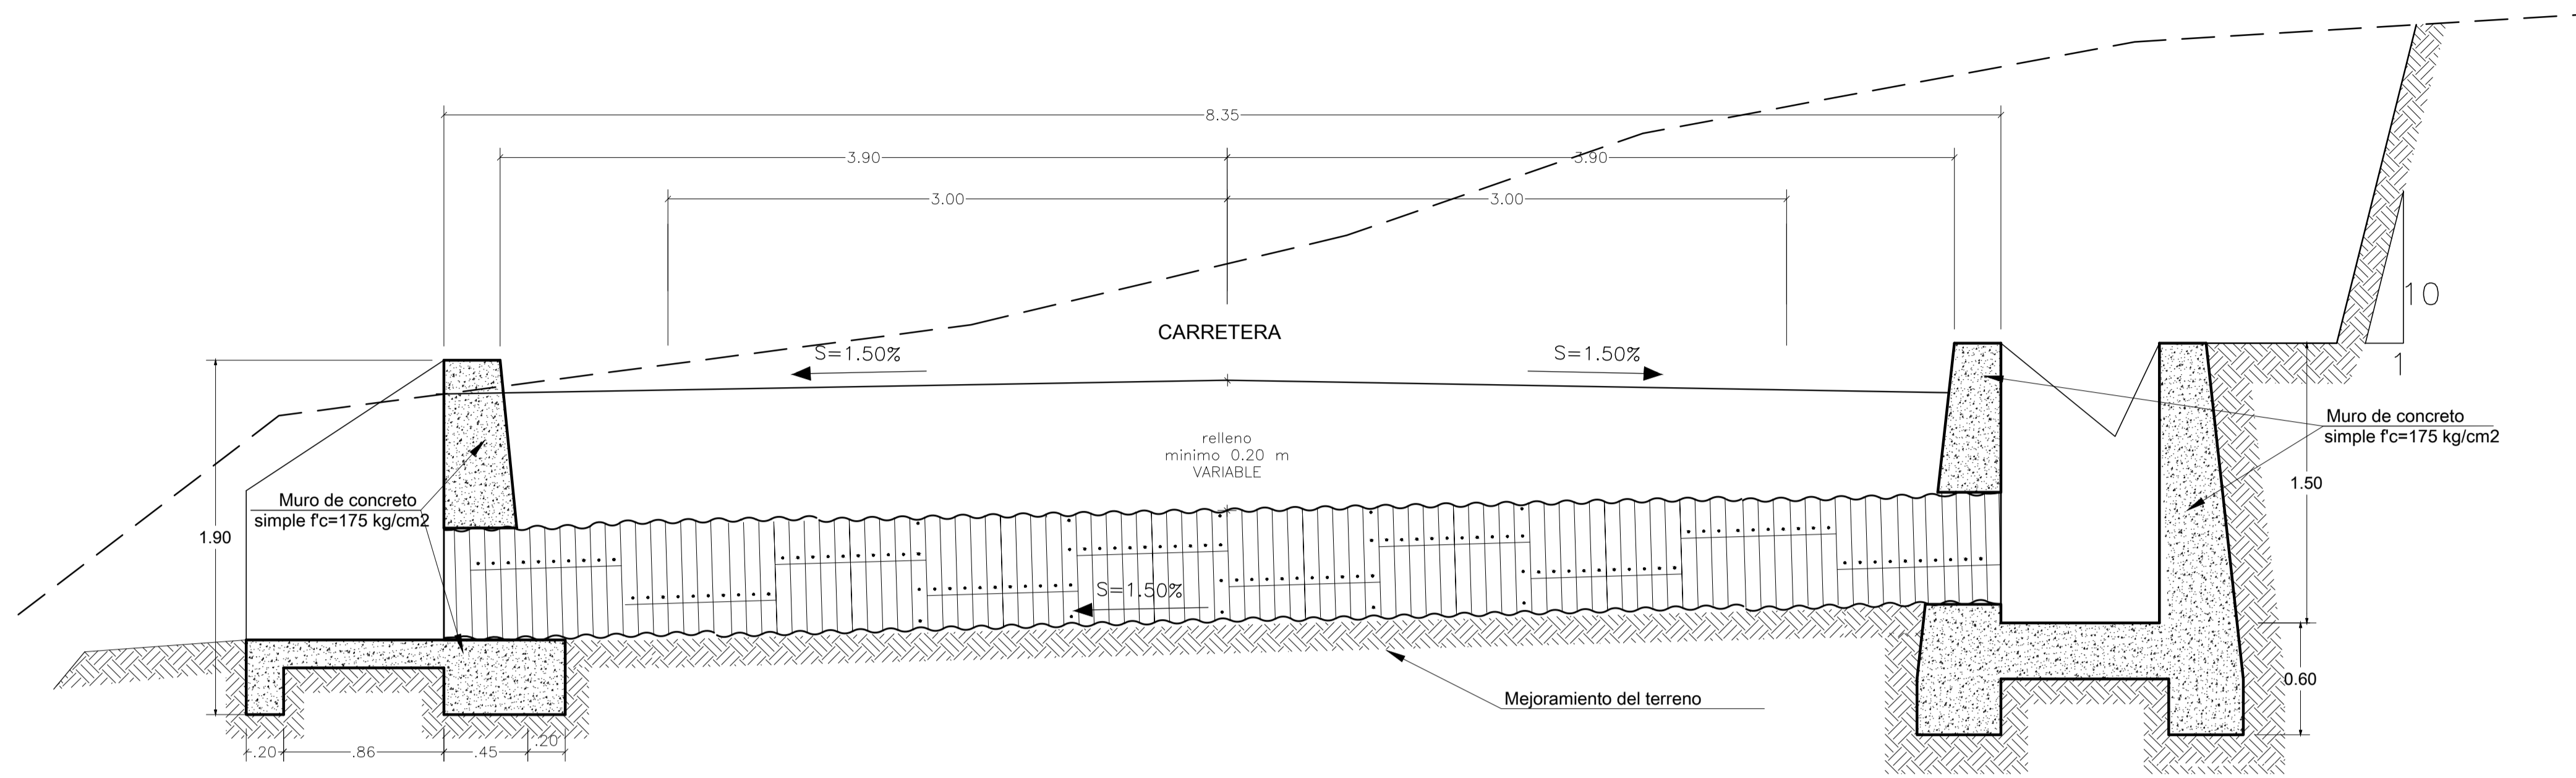 8.35
3.90
3.90
3.00
3.00
10
1
CARRETERA
S=1.50%
S=1.50%
relleno
minimo 0.20 m
VARIABLE
Muro de concreto
simple f'c=175 kg/cm2
Muro de concreto
simple f'c=175 kg/cm2
1.90
1.50
S=1.50%
0.60
Mejoramiento del terreno
.20
.86
.45
.20